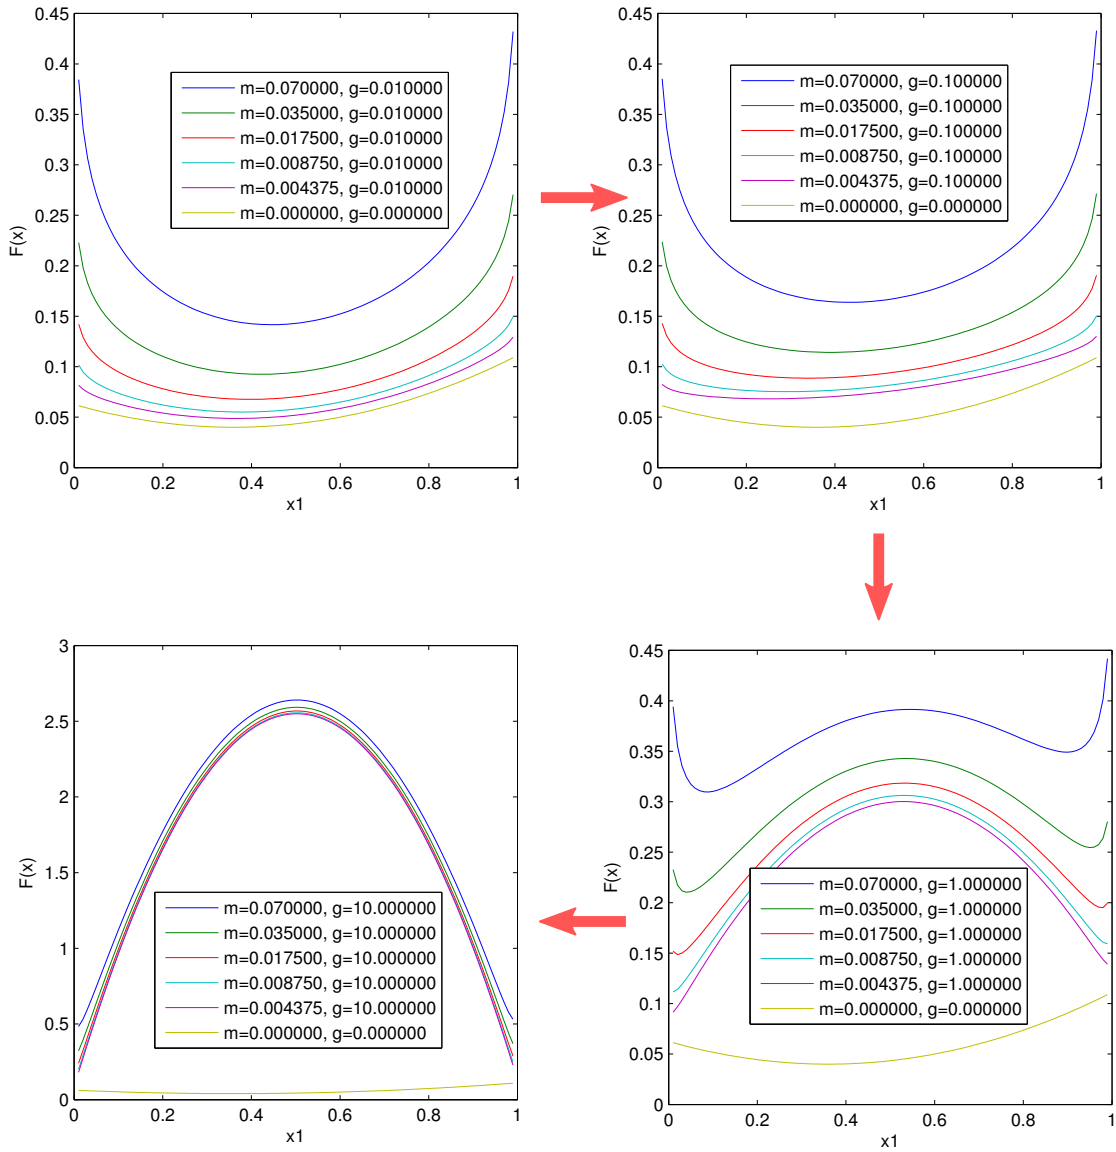 0.45
0.4
0.35
0.3
0.25
0.2
0.15
0.1
0.05
0
F(x)
0 0.2 0.4 0.6 0.8 1
x1
m=0.070000, g=0.010000
m=0.035000, g=0.010000
m=0.017500, g=0.010000
m=0.008750, g=0.010000
m=0.004375, g=0.010000
m=0.000000, g=0.000000
0.45
0.4
0.35
0.3
0.25
0.2
0.15
0.1
0.05
0
F(x)
0 0.2 0.4 0.6 0.8 1
x1
m=0.070000, g=0.100000
m=0.035000, g=0.100000
m=0.017500, g=0.100000
m=0.008750, g=0.100000
m=0.004375, g=0.100000
m=0.000000, g=0.000000
3
2.5
2
1.5
1
0.5
0
F(x)
0 0.2 0.4 0.6 0.8 1
x1
m=0.070000, g=10.000000
m=0.035000, g=10.000000
m=0.017500, g=10.000000
m=0.008750, g=10.000000
m=0.004375, g=10.000000
m=0.000000, g=0.000000
0.45
0.4
0.35
0.3
0.25
0.2
0.15
0.1
0.05
0
F(x)
0 0.2 0.4 0.6 0.8 1
x1
m=0.070000, g=1.000000
m=0.035000, g=1.000000
m=0.017500, g=1.000000
m=0.008750, g=1.000000
m=0.004375, g=1.000000
m=0.000000, g=0.000000